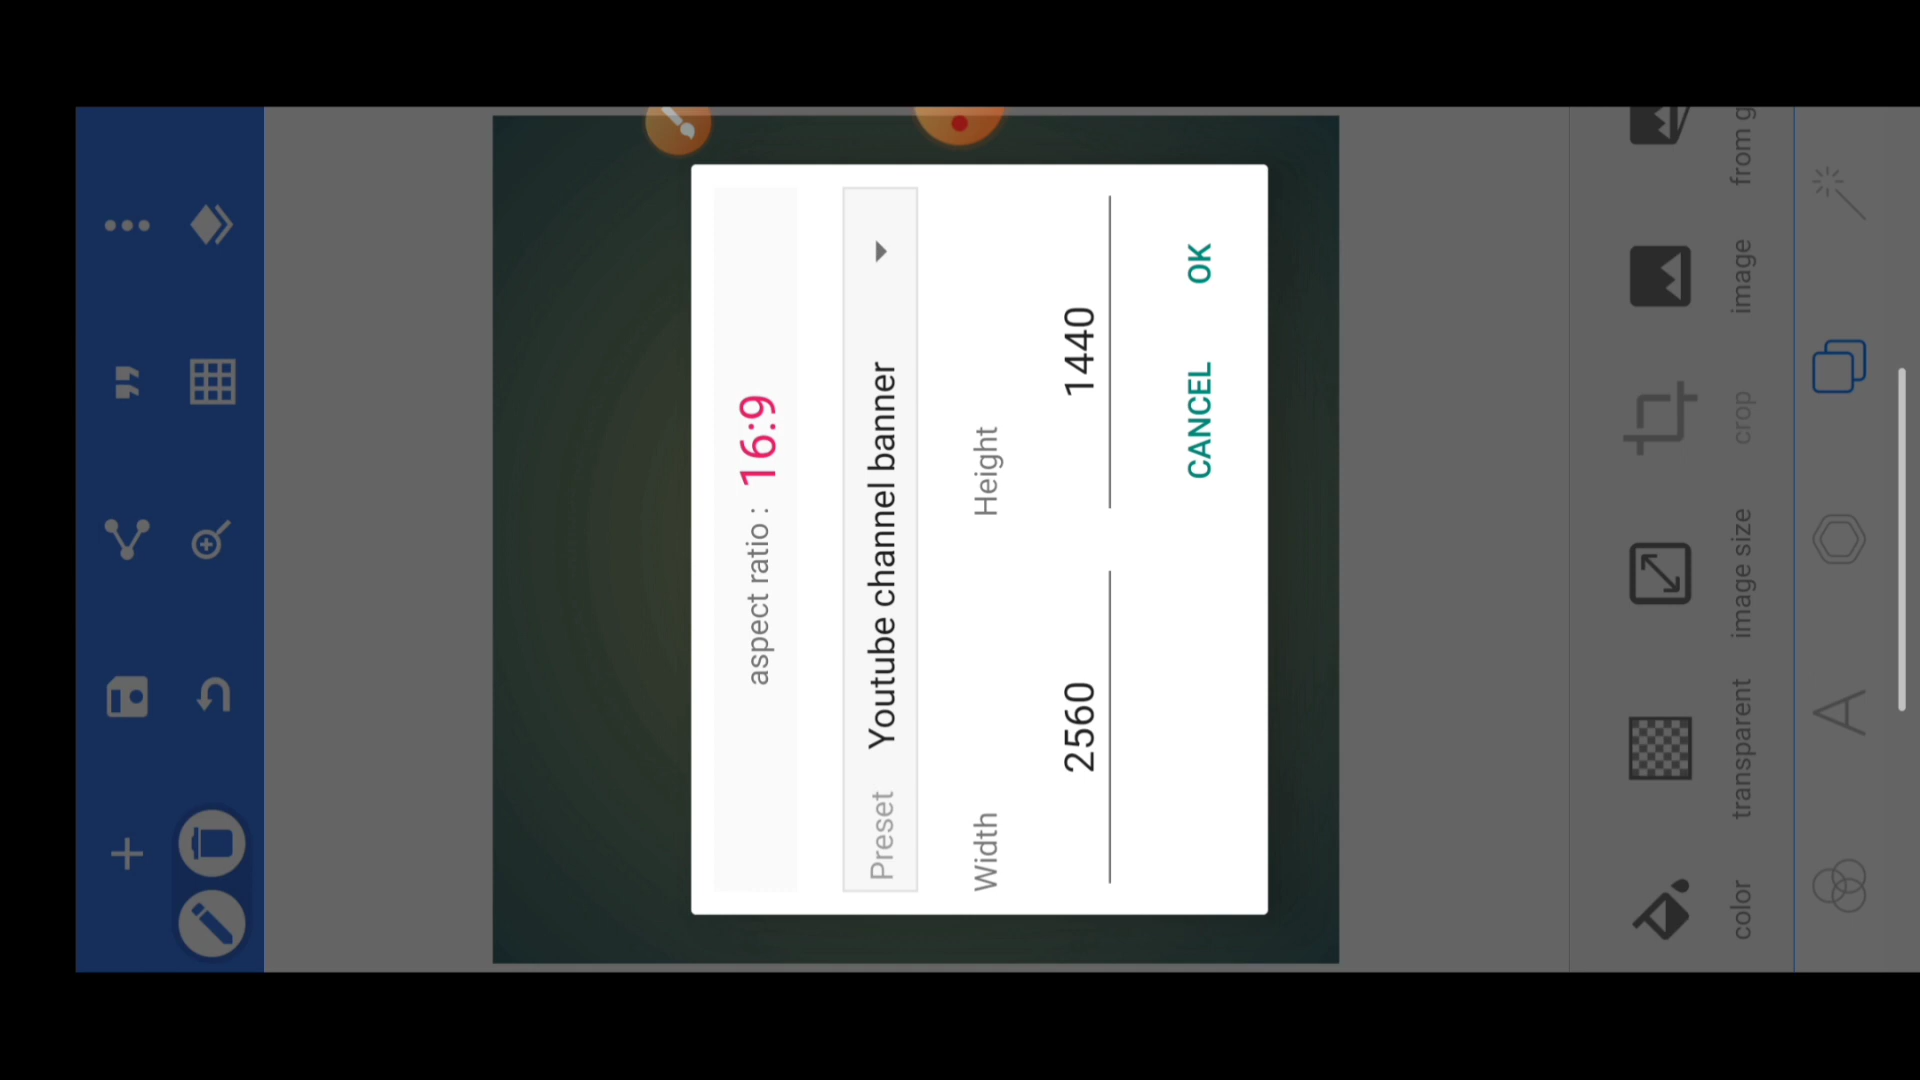 aspect ratio : 16:9
Preset Youtube channel banner
Width Height
2560 1440
CANCEL OK
color transparent image size crop image from g